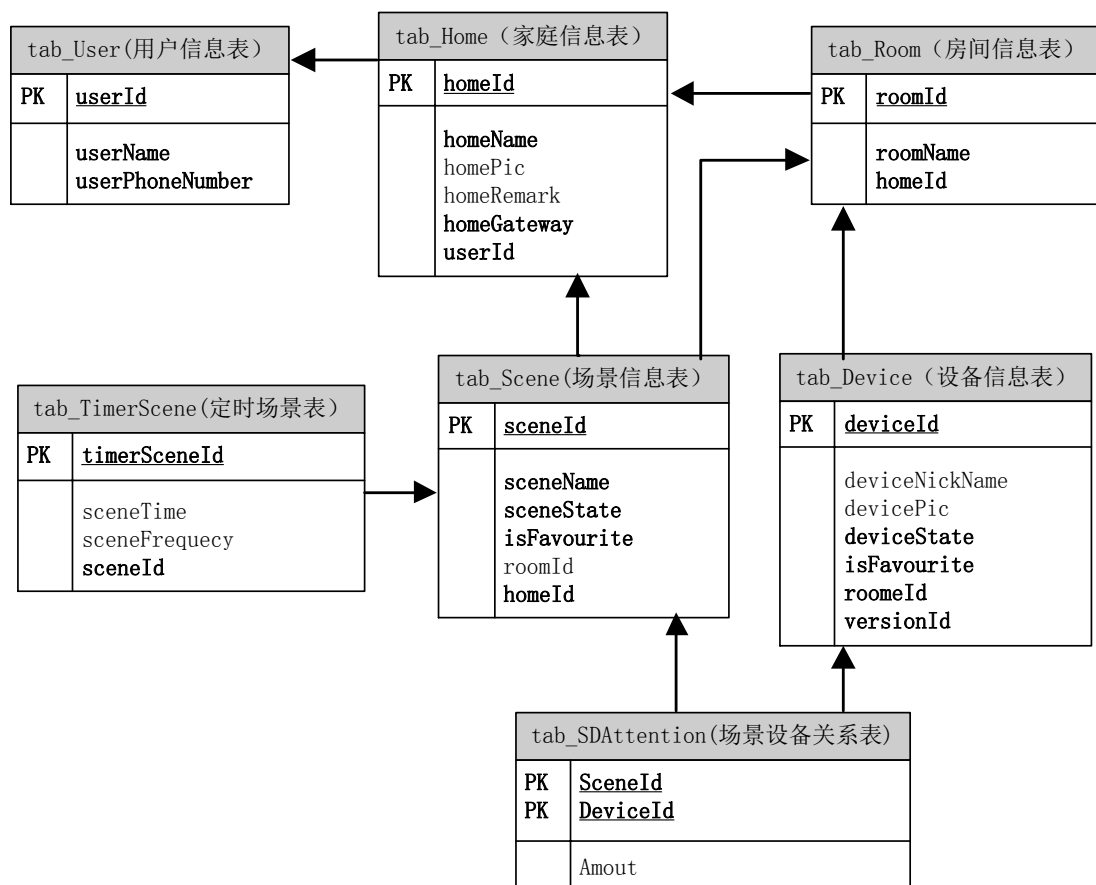 tab_User(用户信息表)
PK userId
userName
userPhoneNumber
tab_Home（家庭信息表）
PK homeId
homeName
homePic
homeRemark
homeGateway
userId
tab_Room（房间信息表）
PK roomId
roomName
homeId
tab_TimerScene(定时场景表)
PK timerSceneId
sceneTime
sceneFrequecy
sceneId
tab_Scene(场景信息表)
PK sceneId
sceneName
sceneState
isFavourite
roomId
homeId
tab_Device（设备信息表）
PK deviceId
deviceNickName
devicePic
deviceState
isFavourite
roomeId
versionId
tab_SDAttention(场景设备关系表)
PK SceneId
PK DeviceId
Amout